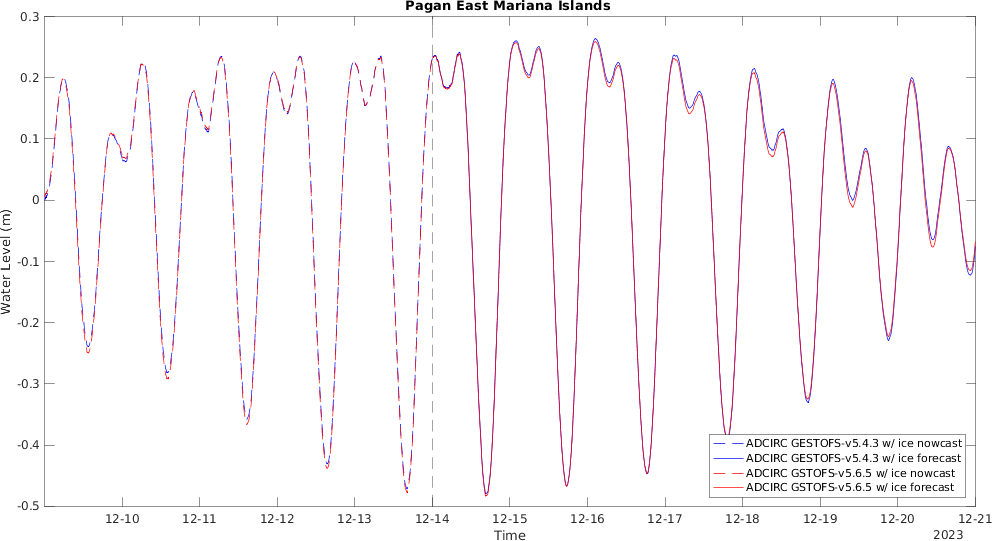 Pagan East Mariana Islands
0.3
0.2
0.1
0
-0.1
-0.2
-0.3
-0.4
-0.5
Water Level (m)
ADCIRC GESTOFS-v5.4.3 w/ ice nowcast
ADCIRC GESTOFS-v5.4.3 w/ ice forecast
ADCIRC GSTOFS-v5.6.5 w/ ice nowcast
ADCIRC GSTOFS-v5.6.5 w/ ice forecast
12-10 12-11 12-12 12-13 12-14 12-15 12-16 12-17 12-18 12-19 12-20 12-21
Time
2023